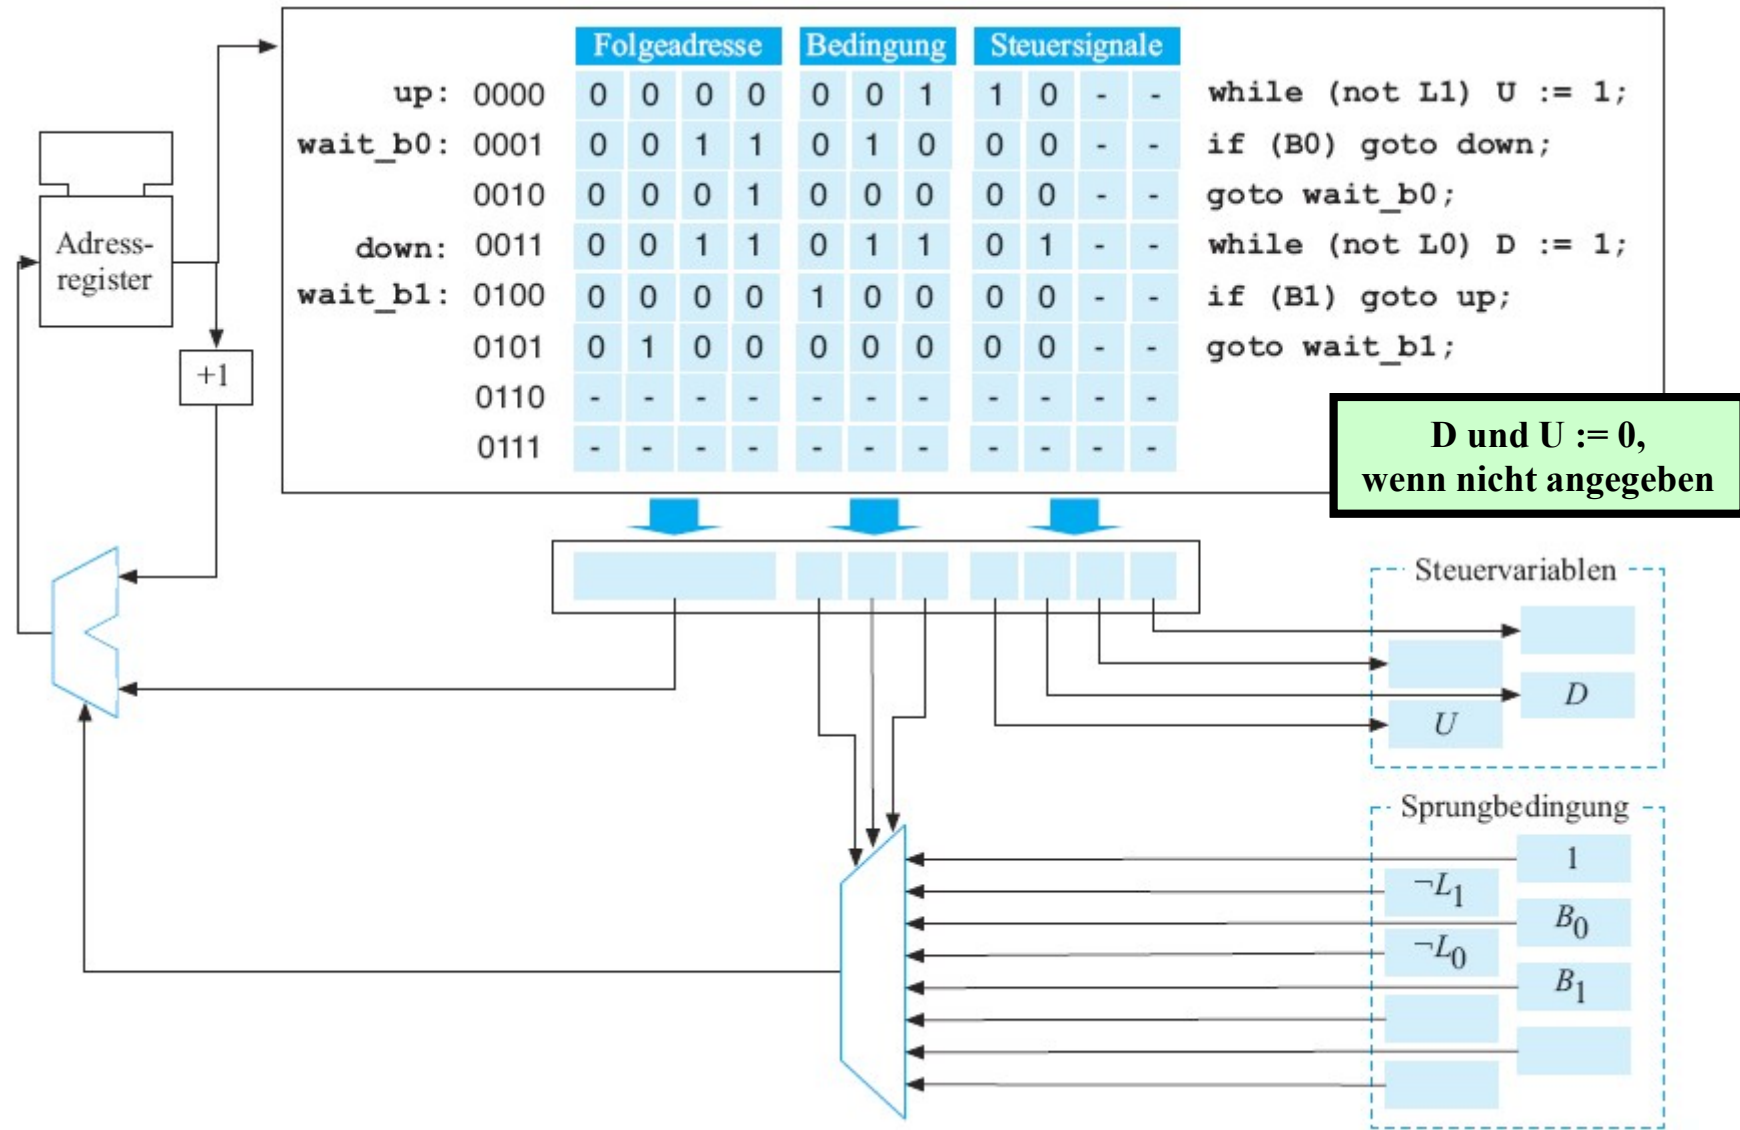 Folgeadresse Bedingung Steuersignale
up: 0000 0 0 0 0 0 0 1 1 0 - - while (not L1) U := 1;
wait_b0: 0001 0 0 1 1 0 1 0 0 0 - - if (B0) goto down;
0010 0 0 0 1 0 0 0 0 0 - - goto wait_b0;
down: 0011 0 0 1 1 0 1 1 0 1 - - while (not L0) D := 1;
wait_b1: 0100 0 0 0 0 1 0 0 0 0 - - if (B1) goto up;
0101 0 1 0 0 0 0 0 0 0 - - goto wait_b1;
0110 - - - - - - - - - - -
0111 - - - - - - - - - - -
Adress-
register
+1
D und U := 0,
wenn nicht angegeben
Steuervariablen
D
U
Sprungbedingung
1
¬L1
B0
¬L0
B1